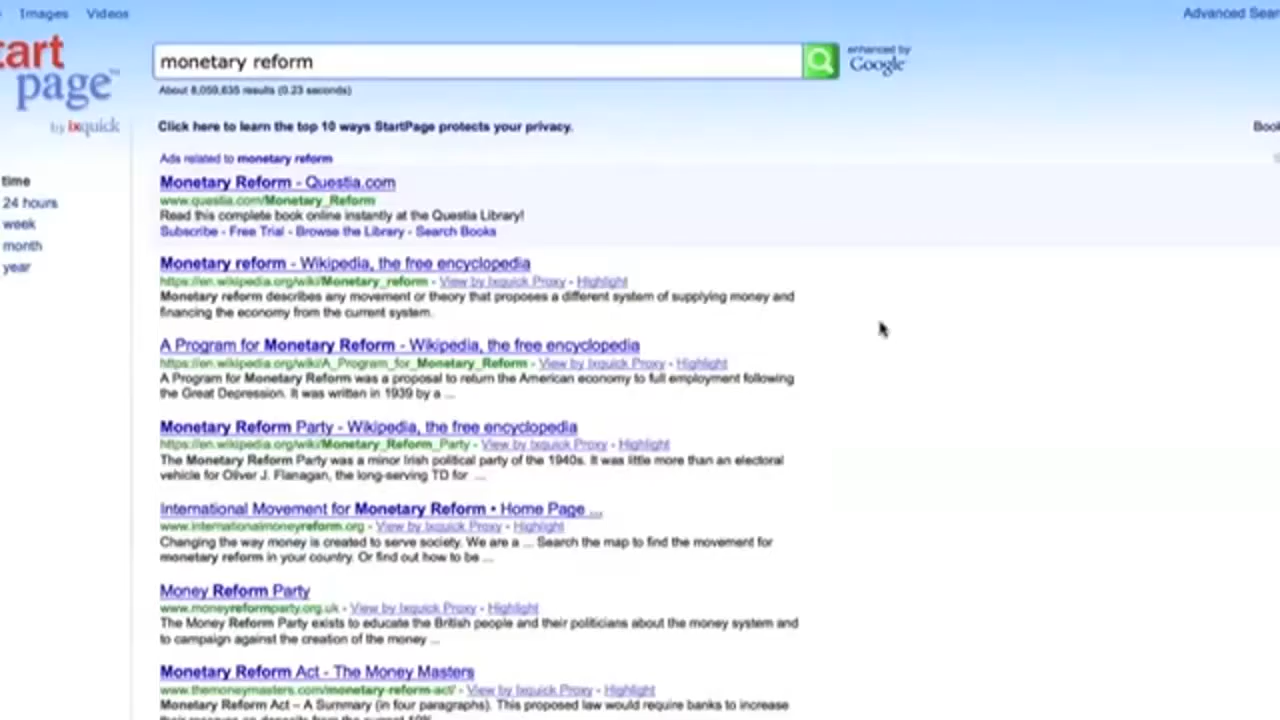 Images Videos
Advanced Sear
tart
page™
by ixquick
monetary reform
enhanced by
Google
About 8,059,635 results (0.23 seconds)
Click here to learn the top 10 ways StartPage protects your privacy.
Book
Ads related to monetary reform
time
24 hours
week
month
year
Monetary Reform - Questia.com
www.questia.com/Monetary_Reform
Read this complete book online instantly at the Questia Library!
Subscribe - Free Trial - Browse the Library - Search Books
Monetary reform - Wikipedia, the free encyclopedia
https://en.wikipedia.org/wiki/Monetary_reform - View by Ixquick Proxy - Highlight
Monetary reform describes any movement or theory that proposes a different system of supplying money and
financing the economy from the current system.
A Program for Monetary Reform - Wikipedia, the free encyclopedia
https://en.wikipedia.org/wiki/A_Program_for_Monetary_Reform - View by Ixquick Proxy - Highlight
A Program for Monetary Reform was a proposal to return the American economy to full employment following
the Great Depression. It was written in 1939 by a ...
Monetary Reform Party - Wikipedia, the free encyclopedia
https://en.wikipedia.org/wiki/Monetary_Reform_Party - View by Ixquick Proxy - Highlight
The Monetary Reform Party was a minor Irish political party of the 1940s. It was little more than an electoral
vehicle for Oliver J. Flanagan, the long-serving TD for ...
International Movement for Monetary Reform • Home Page ...
www.internationalmoneyreform.org - View by Ixquick Proxy - Highlight
Changing the way money is created to serve society. We are a ... Search the map to find the movement for
monetary reform in your country. Or find out how to be ...
Money Reform Party
www.moneyreformparty.org.uk - View by Ixquick Proxy - Highlight
The Money Reform Party exists to educate the British people and their politicians about the money system and
to campaign against the creation of the money ...
Monetary Reform Act - The Money Masters
www.themoneymasters.com/monetary-reform-act/ - View by Ixquick Proxy - Highlight
Monetary Reform Act – A Summary (in four paragraphs). This proposed law would require banks to increase
their reserves on deposits from the current 10%